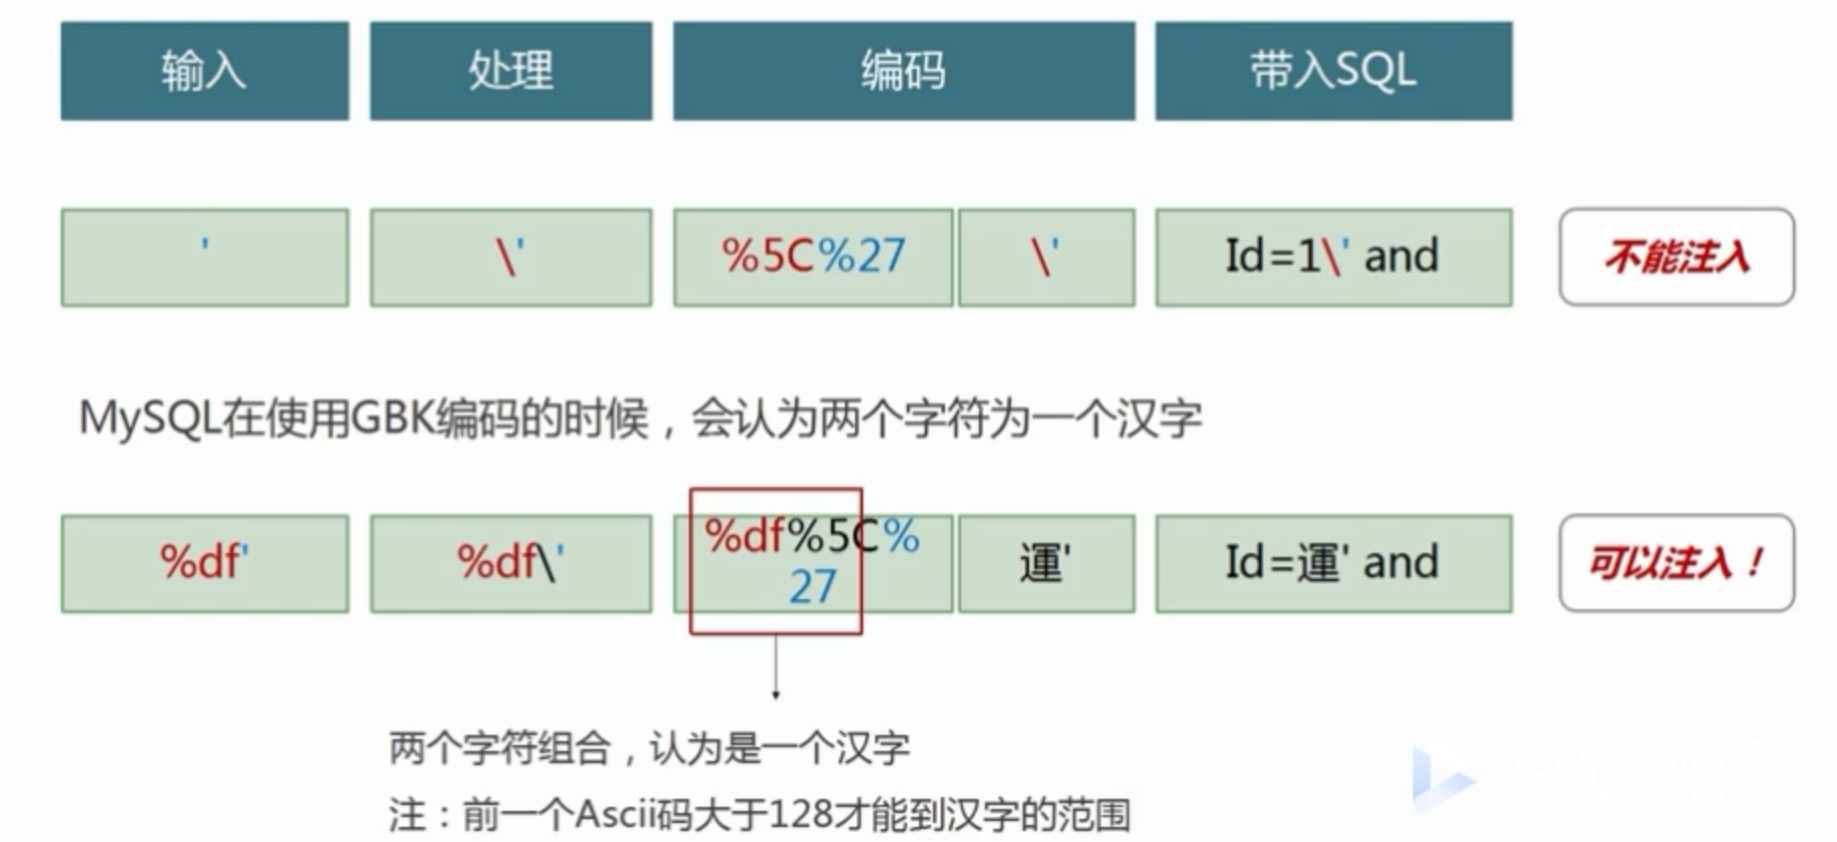 输入 处理 编码 带入SQL
' \' %5C%27 \' Id=1\' and 不能注入
MySQL在使用GBK编码的时候，会认为两个字符为一个汉字
%df' %df\' %df%5C% 運' Id=運' and 可以注入！
27
两个字符组合，认为是一个汉字
注：前一个Ascii码大于128才能到汉字的范围
eV剪辑